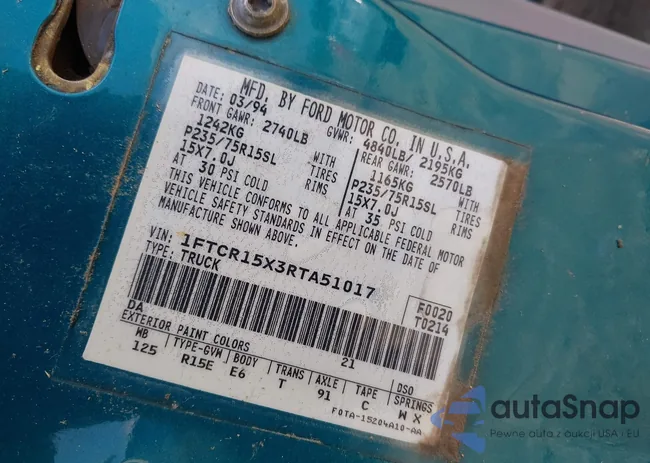 MFD. BY FORD MOTOR CO. IN U.S.A.
DATE: 03/94 GVWR: 4840LB/ 2195KG
FRONT GAWR: 2740LB REAR GAWR: 2570LB
1242KG WITH 1165KG WITH
P235/75R15SL TIRES P235/75R15SL TIRES
15X7.0J RIMS 15X7.0J RIMS
AT 30 PSI COLD AT 35 PSI COLD
THIS VEHICLE CONFORMS TO ALL APPLICABLE FEDERAL MOTOR
VEHICLE SAFETY STANDARDS IN EFFECT ON THE DATE OF
MANUFACTURE SHOWN ABOVE.
VIN: 1FTCR15X3RTA51017
TYPE: TRUCK
F0020
T0214
DA 21
EXTERIOR PAINT COLORS DSO
WB TYPE-GVW BODY TRANS AXLE TAPE SPRINGS
125 R15E E6 T 91 C W X
F0TA-15204A10-AA
autoSnap
Pewne auta z aukcji USA i EU